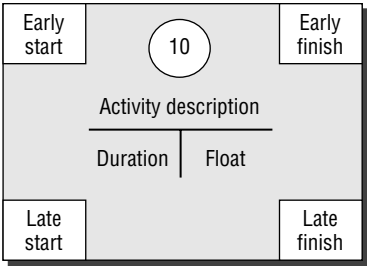 Early
start
10
Early
finish
Activity description
Duration
Float
Late
start
Late
finish